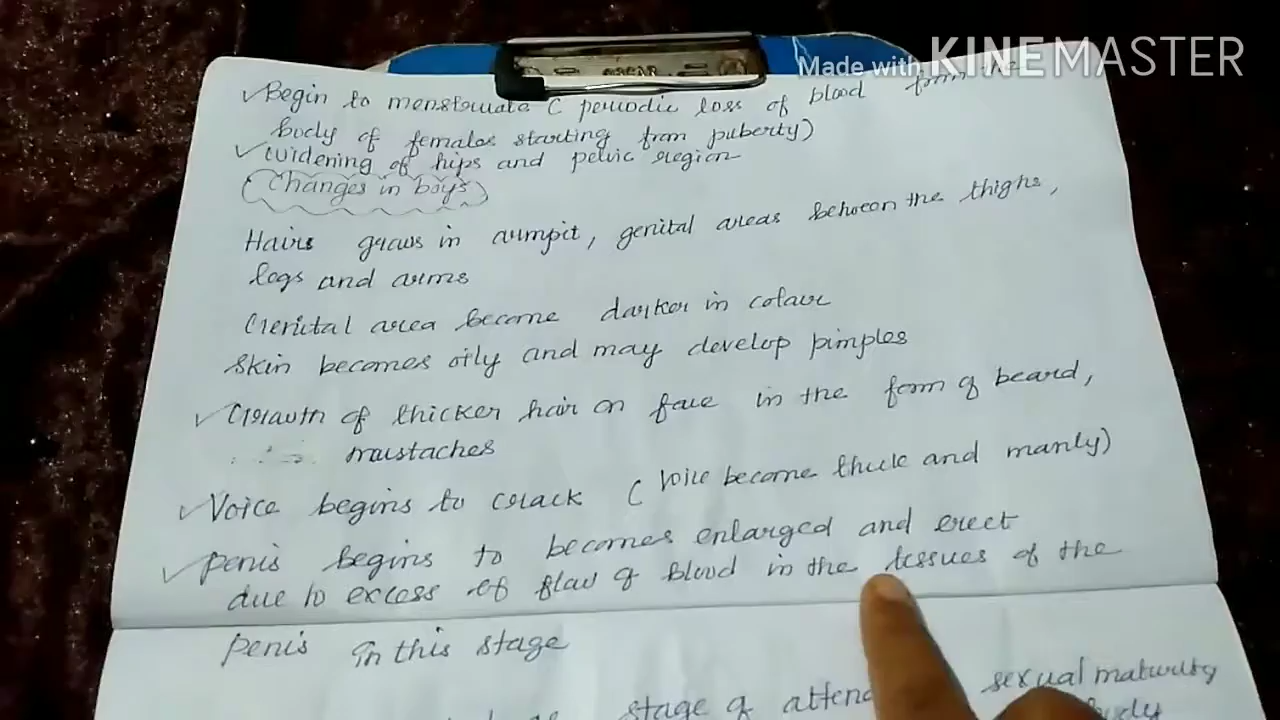 Made with KINEMASTER
✓Begin to menstruate ( periodic loss of blood form the
body of females starting from puberty)
✓widening of hips and pelvic region
(Changes in boys)
Hairs grows in armpit, genital areas between the thighs,
legs and arms
Genital area become darker in colour
Skin becomes oily and may develop pimples
✓Growth of thicker hair on face in the form of beard,
moustaches
✓Voice begins to crack ( Voice become thick and manly)
✓penis begins to becomes enlarged and erect
due to excess of flow of blood in the tissues of the
penis in this stage
stage of sexual maturity
body